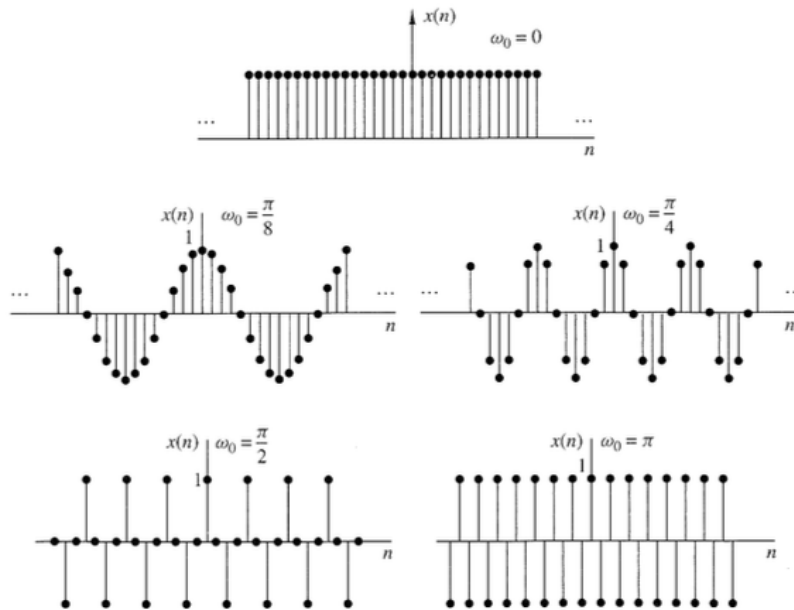 x(n)
ω₀ = 0
... ...
n
x(n) ω₀ = π/8
1
... ...
n
x(n) ω₀ = π/4
1
... ...
n
x(n) ω₀ = π/2
1
n
x(n) ω₀ = π
1
n